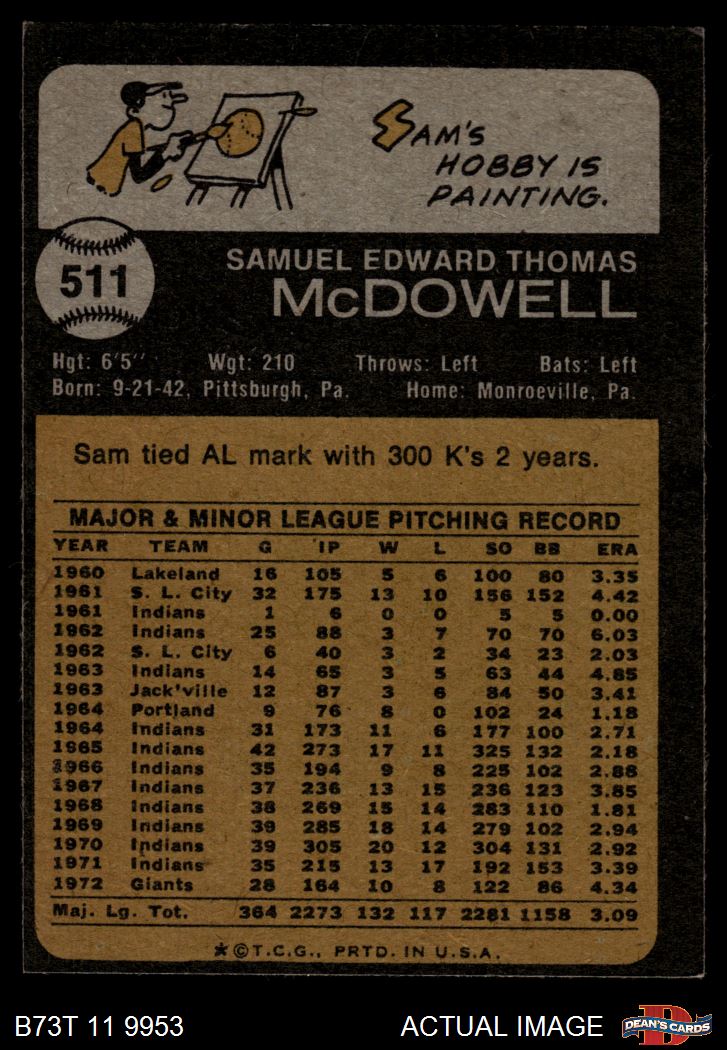 SAM'S
HOBBY IS
PAINTING.
511
SAMUEL EDWARD THOMAS
McDOWELL
Hgt: 6'5" Wgt: 210 Throws: Left Bats: Left
Born: 9-21-42, Pittsburgh, Pa. Home: Monroeville, Pa.
Sam tied AL mark with 300 K's 2 years.
MAJOR & MINOR LEAGUE PITCHING RECORD
YEAR TEAM G IP W L SO BB ERA
1960 Lakeland 16 105 5 6 100 80 3.35
1961 S. L. City 32 175 13 10 156 152 4.42
1961 Indians 1 6 0 0 5 5 0.00
1962 Indians 25 88 3 7 70 70 6.03
1962 S. L. City 6 40 3 2 34 23 2.03
1963 Indians 14 65 3 5 63 44 4.85
1963 Jack'ville 12 87 3 6 84 50 3.41
1964 Portland 9 76 8 0 102 24 1.18
1964 Indians 31 173 11 6 177 100 2.71
1965 Indians 42 273 17 11 325 132 2.18
1966 Indians 35 194 9 8 225 102 2.88
1967 Indians 37 236 13 15 236 123 3.85
1968 Indians 38 269 15 14 283 110 1.81
1969 Indians 39 285 18 14 279 102 2.94
1970 Indians 39 305 20 12 304 131 2.92
1971 Indians 35 215 13 17 192 153 3.39
1972 Giants 28 164 10 8 122 86 4.34
Maj. Lg. Tot. 364 2273 132 117 2281 1158 3.09
*©T.C.G., PRTD. IN U.S.A.
B73T 11 9953 ACTUAL IMAGE
D
DEAN'S CARDS